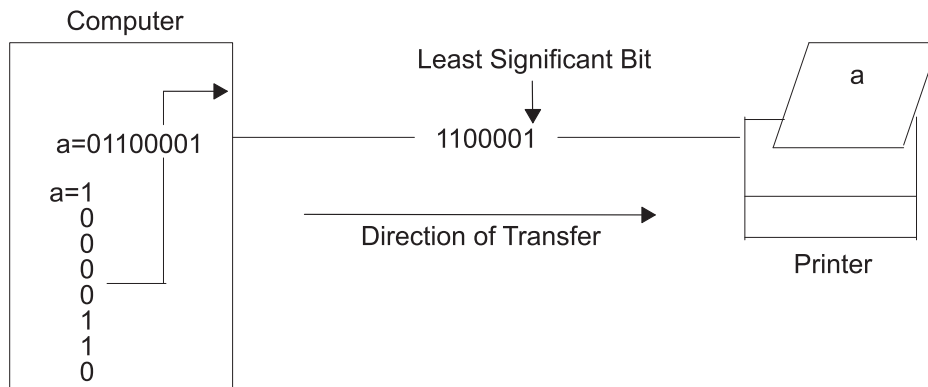 Computer
Least Significant Bit
a
a=01100001
1100001
a=1
0
0
0
0
1
1
0
Direction of Transfer
Printer